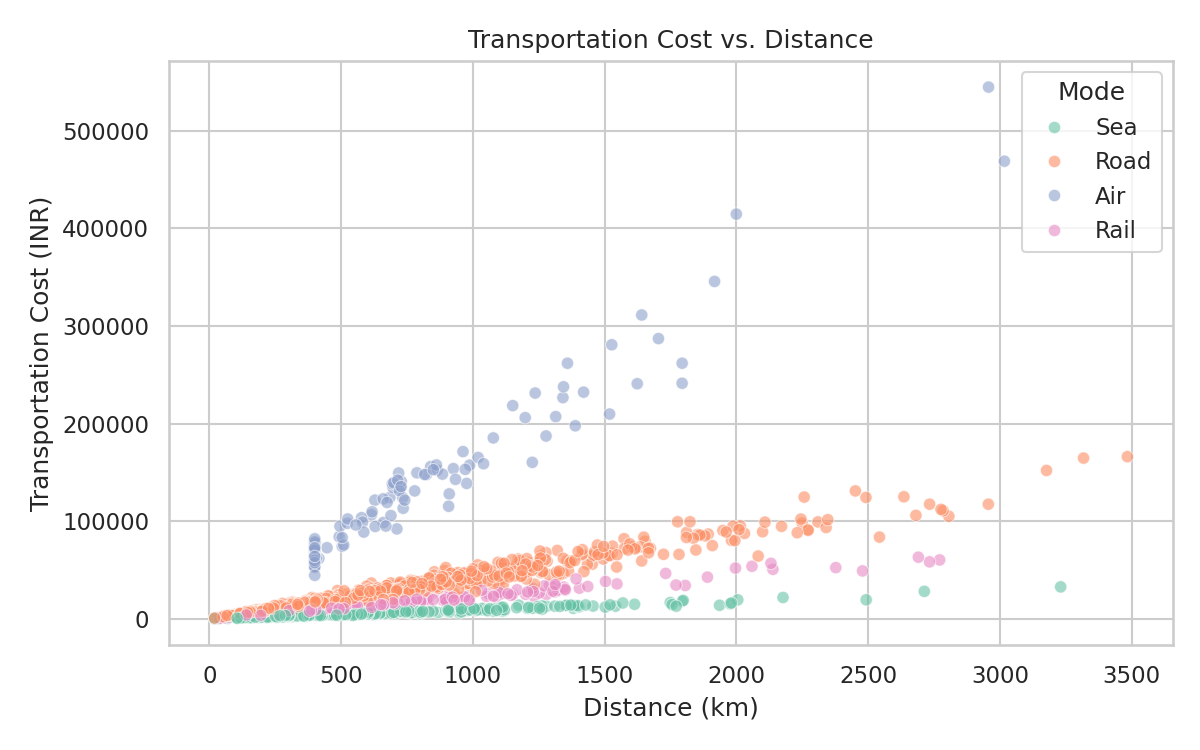 Transportation Cost vs. Distance
Transportation Cost (INR)
500000
400000
300000
200000
100000
0
Mode
Sea
Road
Air
Rail
0 500 1000 1500 2000 2500 3000 3500
Distance (km)